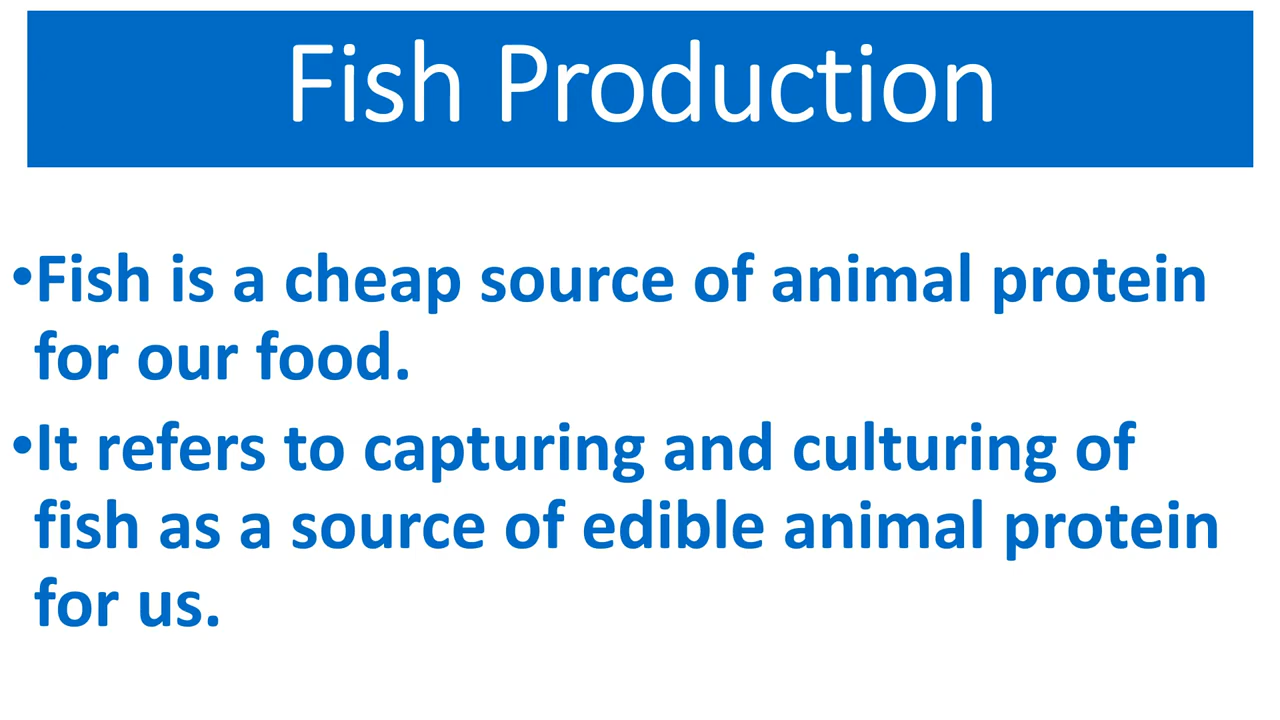 Fish Production
•Fish is a cheap source of animal protein
for our food.
•It refers to capturing and culturing of
fish as a source of edible animal protein
for us.